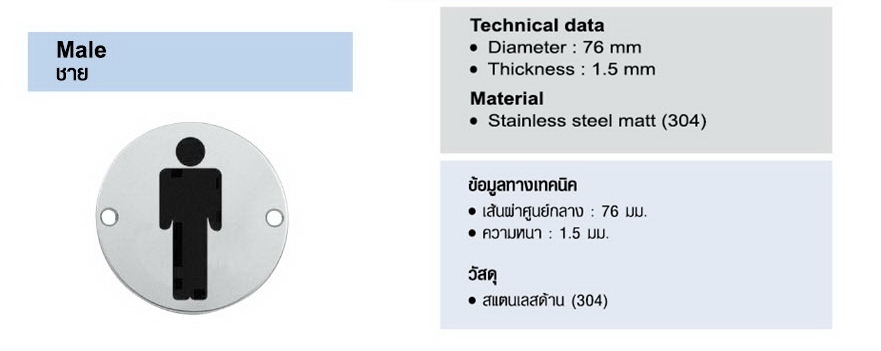 Male
ชาย
Technical data
• Diameter : 76 mm
• Thickness : 1.5 mm
Material
• Stainless steel matt (304)
ข้อมูลทางเทคนิค
• เส้นผ่าศูนย์กลาง : 76 มม.
• ความหนา : 1.5 มม.
วัสดุ
• สแตนเลสด้าน (304)